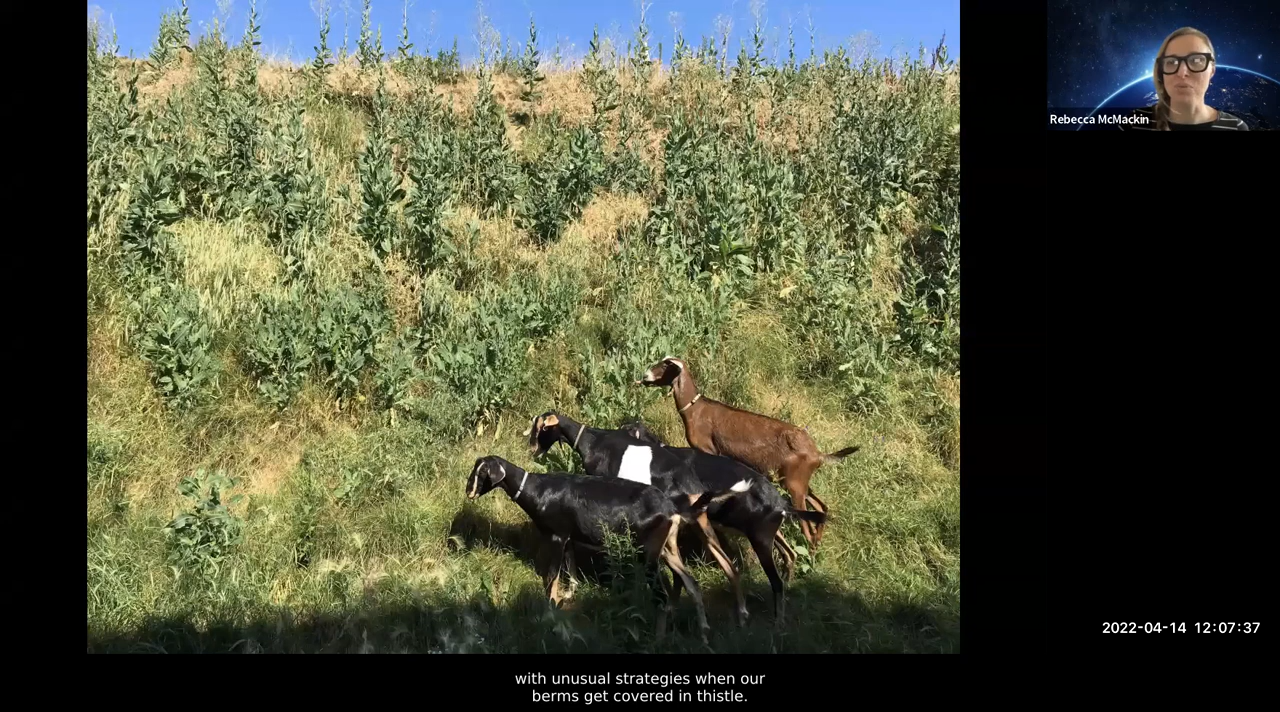 Rebecca McMackin
2022-04-14 12:07:37
with unusual strategies when our
berms get covered in thistle.